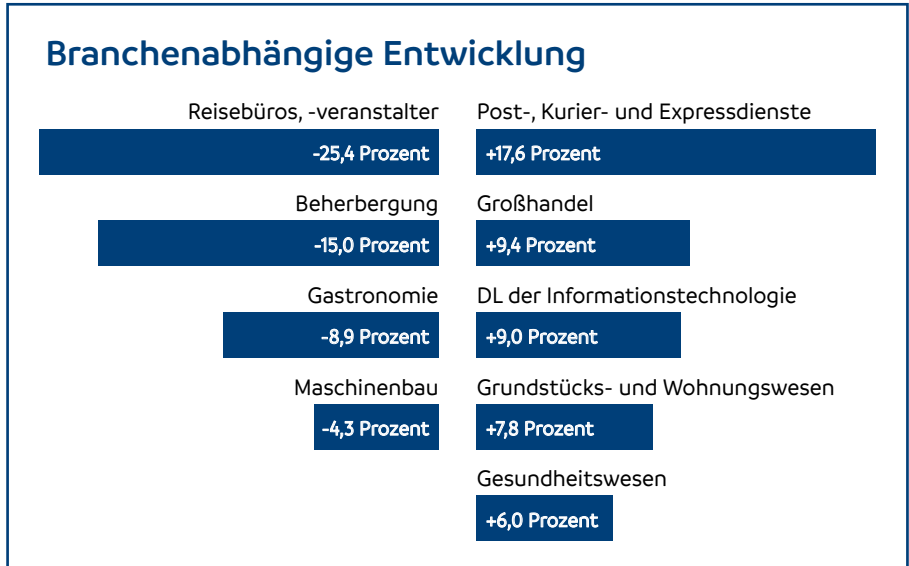 Branchenabhängige Entwicklung
Reisebüros, -veranstalter
-25,4 Prozent
Beherbergung
-15,0 Prozent
Gastronomie
-8,9 Prozent
Maschinenbau
-4,3 Prozent
Post-, Kurier- und Expressdienste
+17,6 Prozent
Großhandel
+9,4 Prozent
DL der Informationstechnologie
+9,0 Prozent
Grundstücks- und Wohnungswesen
+7,8 Prozent
Gesundheitswesen
+6,0 Prozent